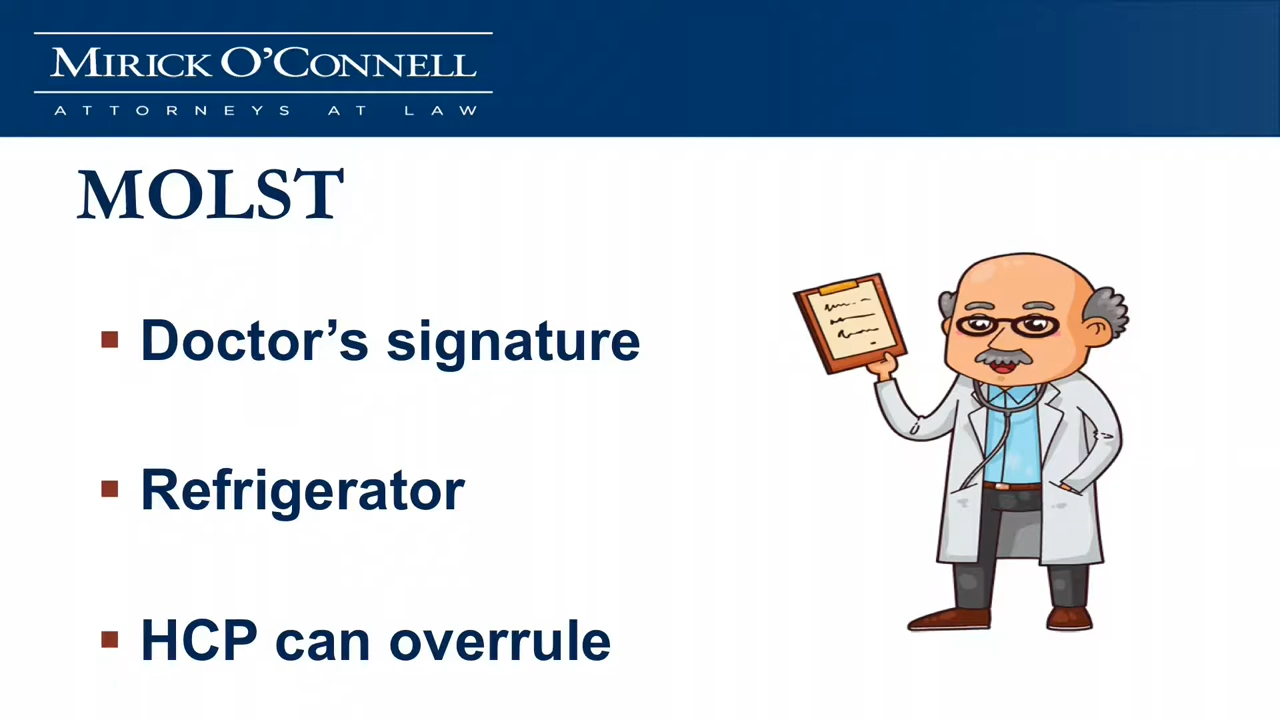 MIRICK O'CONNELL
ATTORNEYS AT LAW
MOLST
▪ Doctor's signature
▪ Refrigerator
▪ HCP can overrule